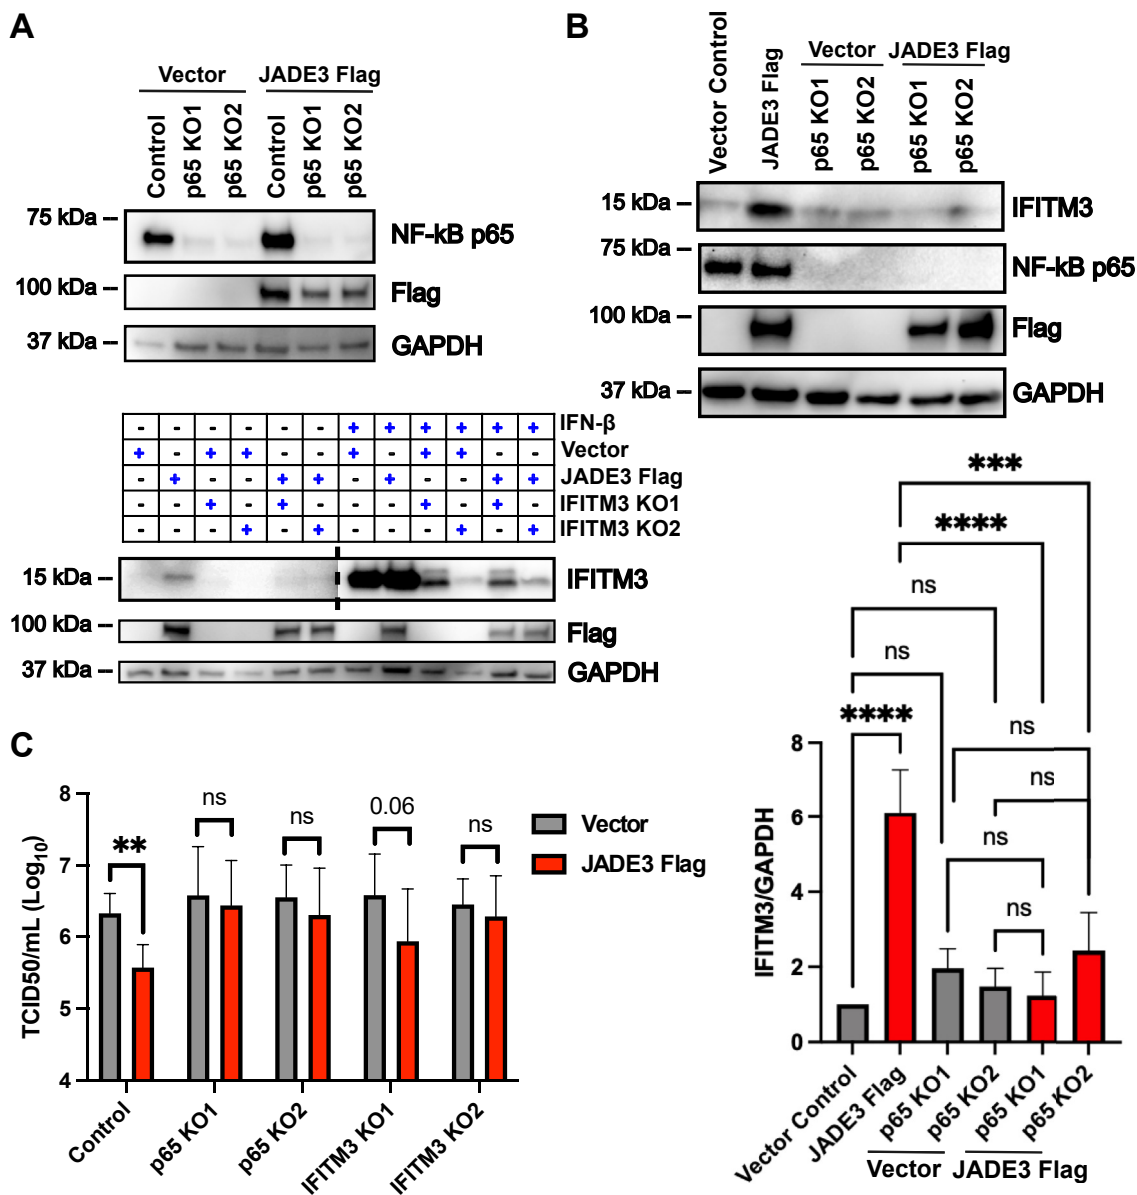 A
Vector JADE3 Flag
Control p65 KO1 p65 KO2 Control p65 KO1 p65 KO2
75 kDa NF-kB p65
100 kDa Flag
37 kDa GAPDH
- - - - - - + + + + + + IFN-β
+ - + + - - + - + + - - Vector
- + - - + + - + - - + + JADE3 Flag
- - + - + - - - + - + - IFITM3 KO1
- - - + - + - - - + - + IFITM3 KO2
15 kDa IFITM3
100 kDa Flag
37 kDa GAPDH
B
Vector Control JADE3 Flag
Vector JADE3 Flag
p65 KO1 p65 KO2 p65 KO1 p65 KO2
15 kDa IFITM3
75 kDa NF-kB p65
100 kDa Flag
37 kDa GAPDH
***
****
ns
ns
****
ns
ns
ns
ns
IFITM3/GAPDH
8
6
4
2
0
Vector Control JADE3 Flag p65 KO1 p65 KO2 p65 KO1 p65 KO2
Vector JADE3 Flag
C
TCID50/mL (Log10)
8
7
6
5
4
** ns ns 0.06 ns
Vector
JADE3 Flag
Control p65 KO1 p65 KO2 IFITM3 KO1 IFITM3 KO2